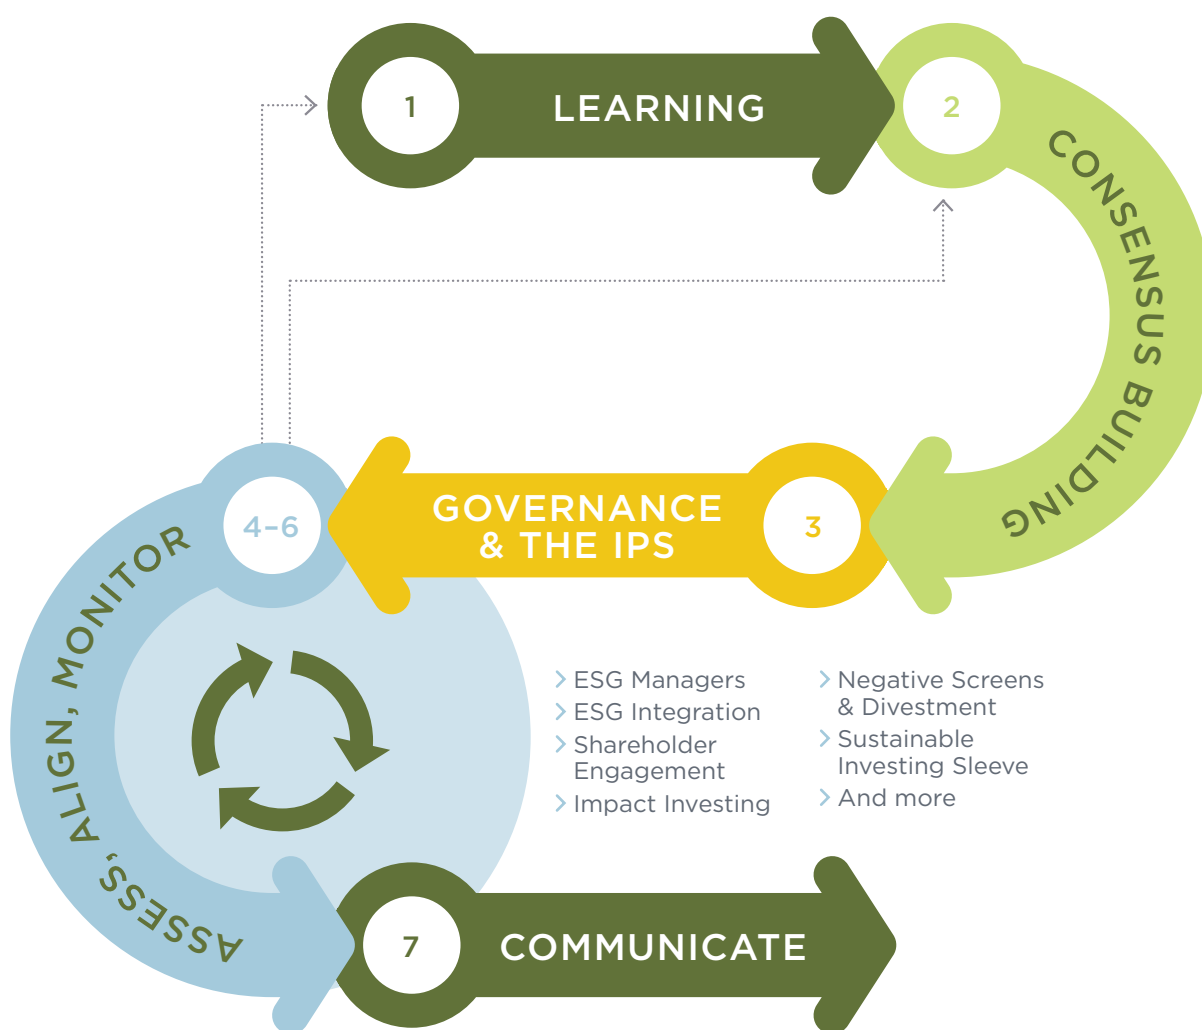 1
LEARNING
2
CONSENSUS BUILDING
3
GOVERNANCE
& THE IPS
4–6
ASSESS, ALIGN, MONITOR
> ESG Managers
> ESG Integration
> Shareholder
Engagement
> Impact Investing
> Negative Screens
& Divestment
> Sustainable
Investing Sleeve
> And more
7
COMMUNICATE